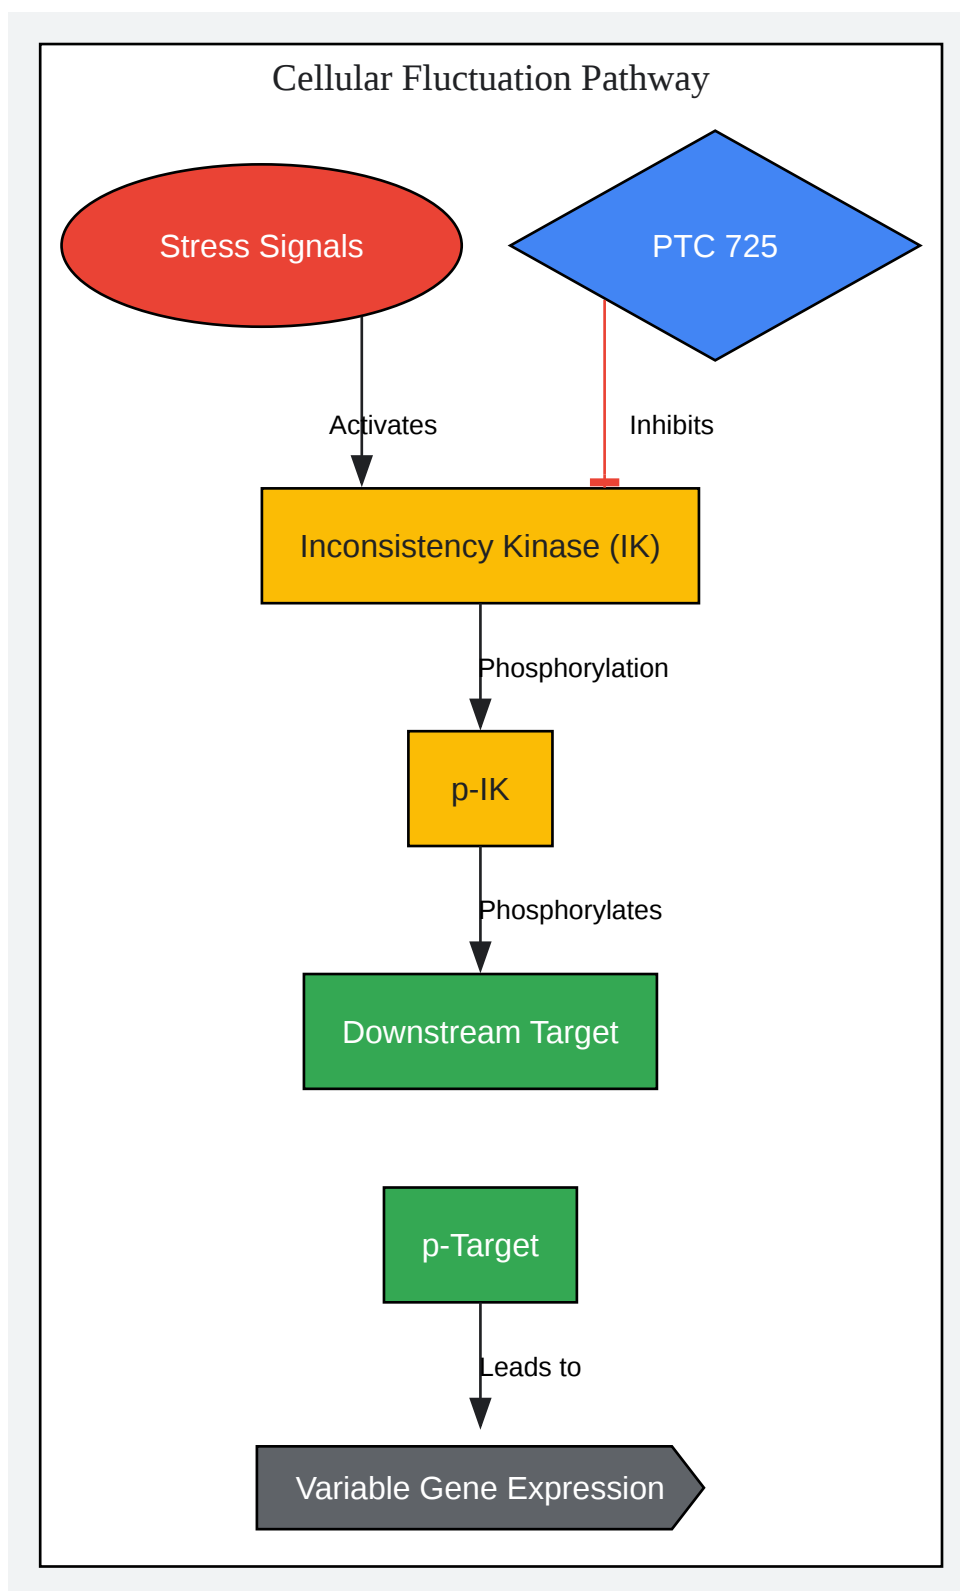 Cellular Fluctuation Pathway
Stress Signals
PTC 725
Activates
Inhibits
Inconsistency Kinase (IK)
Phosphorylation
p-IK
Phosphorylates
Downstream Target
p-Target
Leads to
Variable Gene Expression